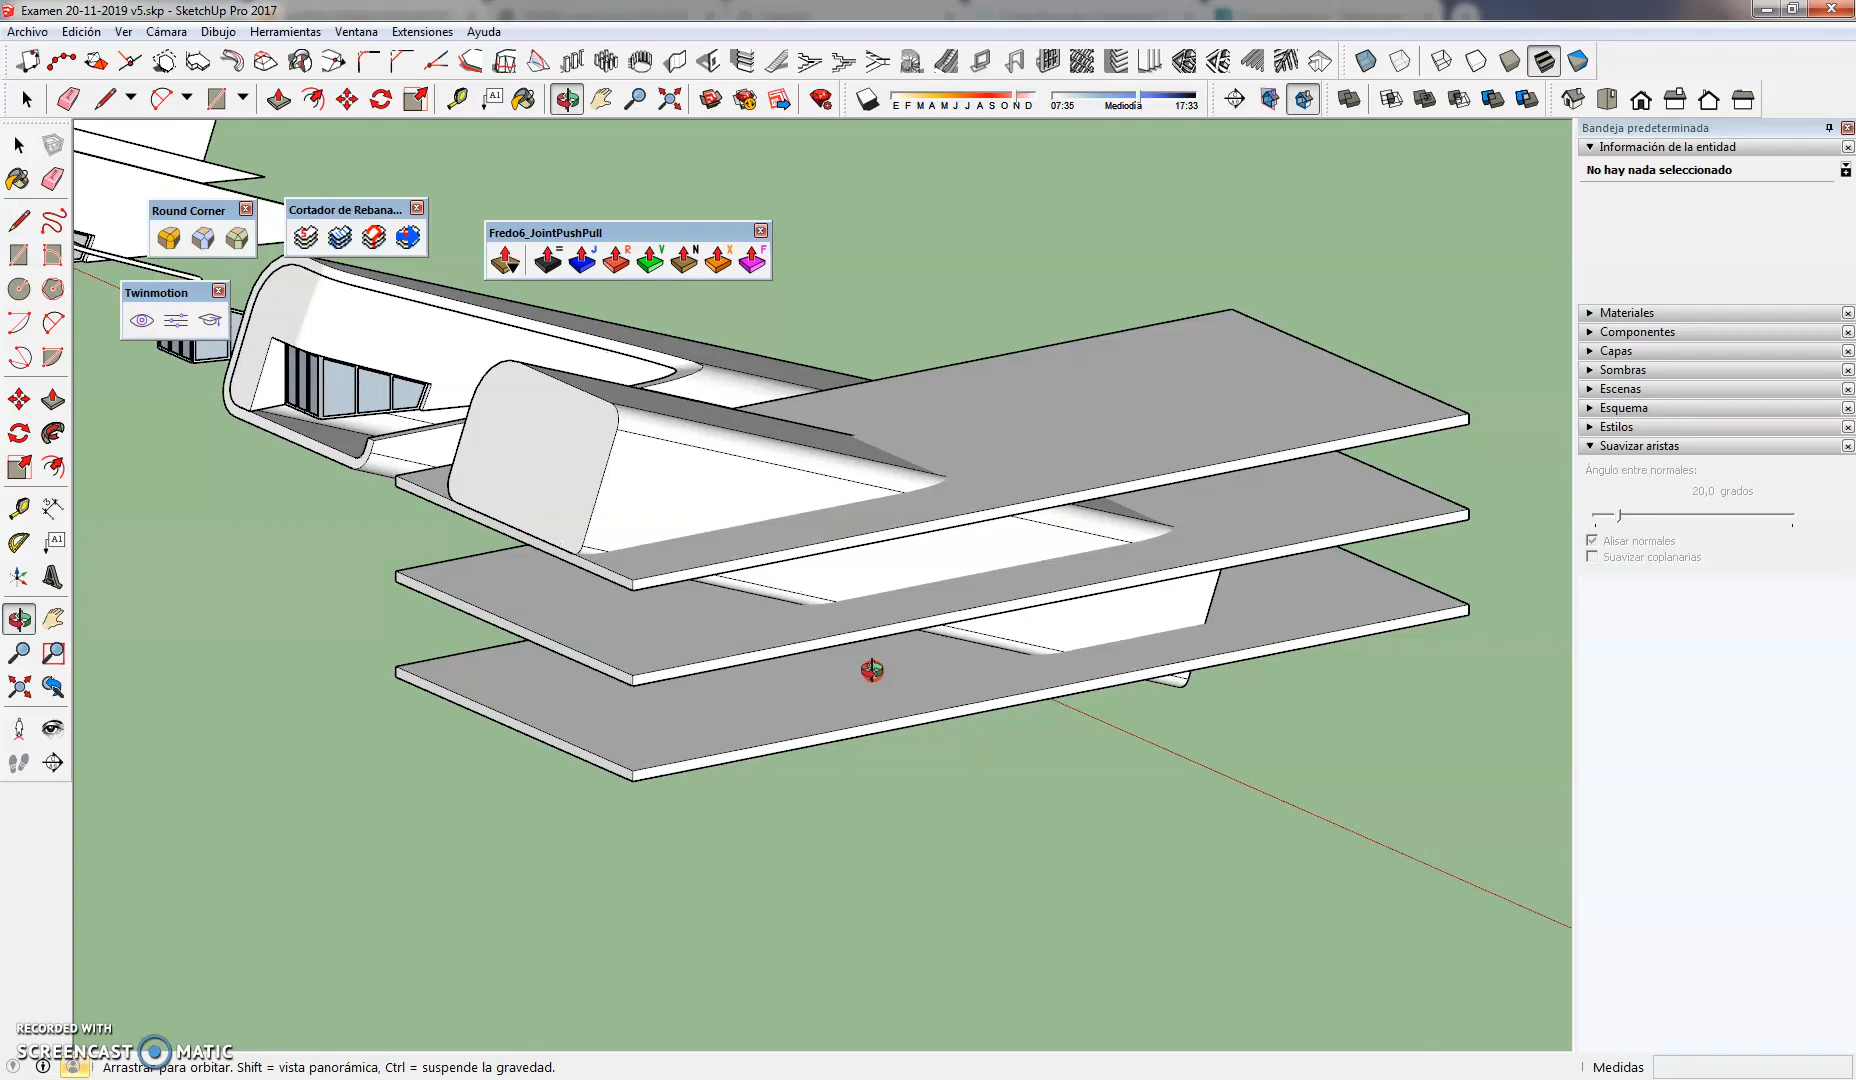 Examen 20-11-2019 v5.skp - SketchUp Pro 2017
Archivo Edición Ver Cámara Dibujo Herramientas Ventana Extensiones Ayuda
E F M A M J J A S O N D
07:35 Mediodía 17:33
A1
Bandeja predeterminada
Información de la entidad
No hay nada seleccionado
Round Corner
Cortador de Rebana...
Fredo6_JointPushPull
= J R V N X F
Twinmotion
Materiales
Componentes
Capas
Sombras
Escenas
Esquema
Estilos
Suavizar aristas
Ángulo entre normales:
20,0 grados
Alisar normales
Suavizar coplanarias
A1
RECORDED WITH
SCREENCAST MATIC
Arrastrar para orbitar. Shift = vista panorámica, Ctrl = suspende la gravedad.
Medidas